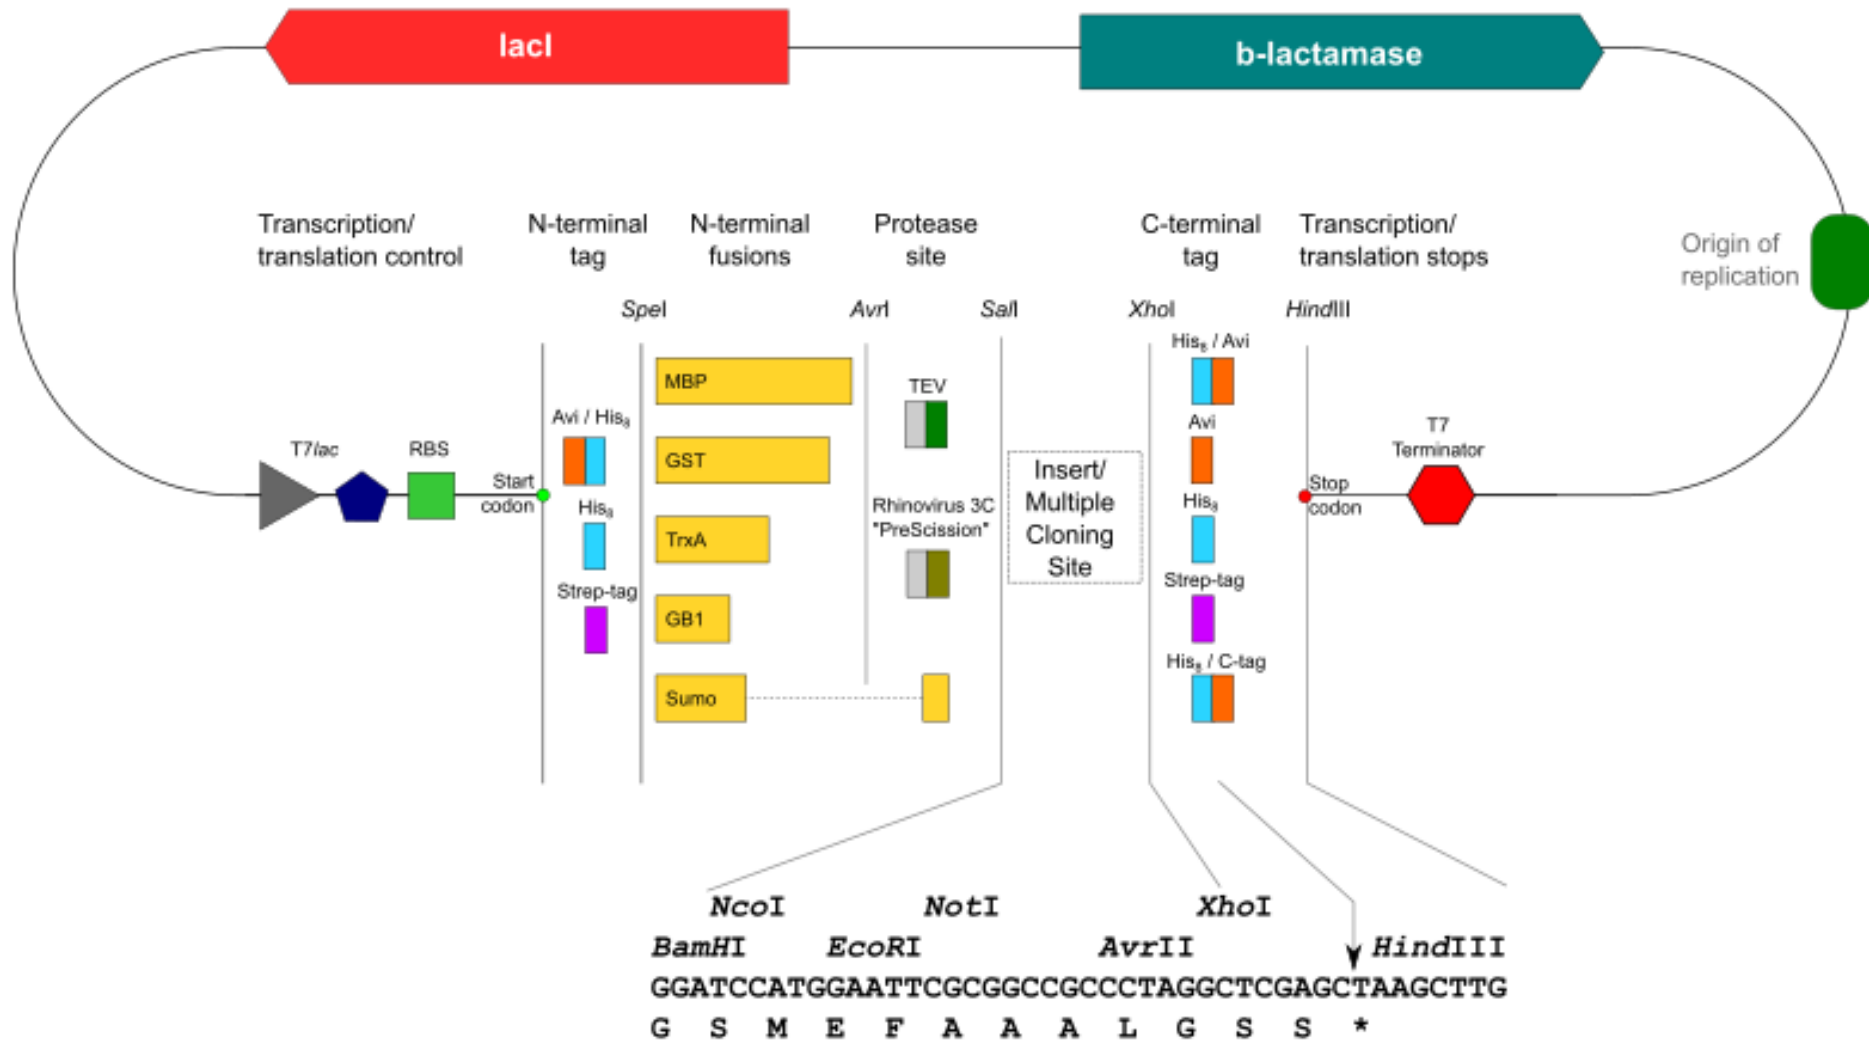 lacI
b-lactamase
Transcription/
translation control
N-terminal
tag
N-terminal
fusions
Protease
site
C-terminal
tag
Transcription/
translation stops
Origin of
replication
SpeI
AvrI
SalI
XhoI
HindIII
T7lac
RBS
Start
codon
Avi / His₈
His₈
Strep-tag
MBP
GST
TrxA
GB1
Sumo
TEV
Rhinovirus 3C
"PreScission"
Insert/
Multiple
Cloning
Site
His₈ / Avi
Avi
His₈
Strep-tag
His₈ / C-tag
Stop
codon
T7
Terminator
NcoI NotI XhoI
BamHI EcoRI AvrII HindIII
GGATCCATGGAATTCGCGGCCGCCCTAGGCTCGAGCTAAGCTTG
G S M E F A A A L G S S *